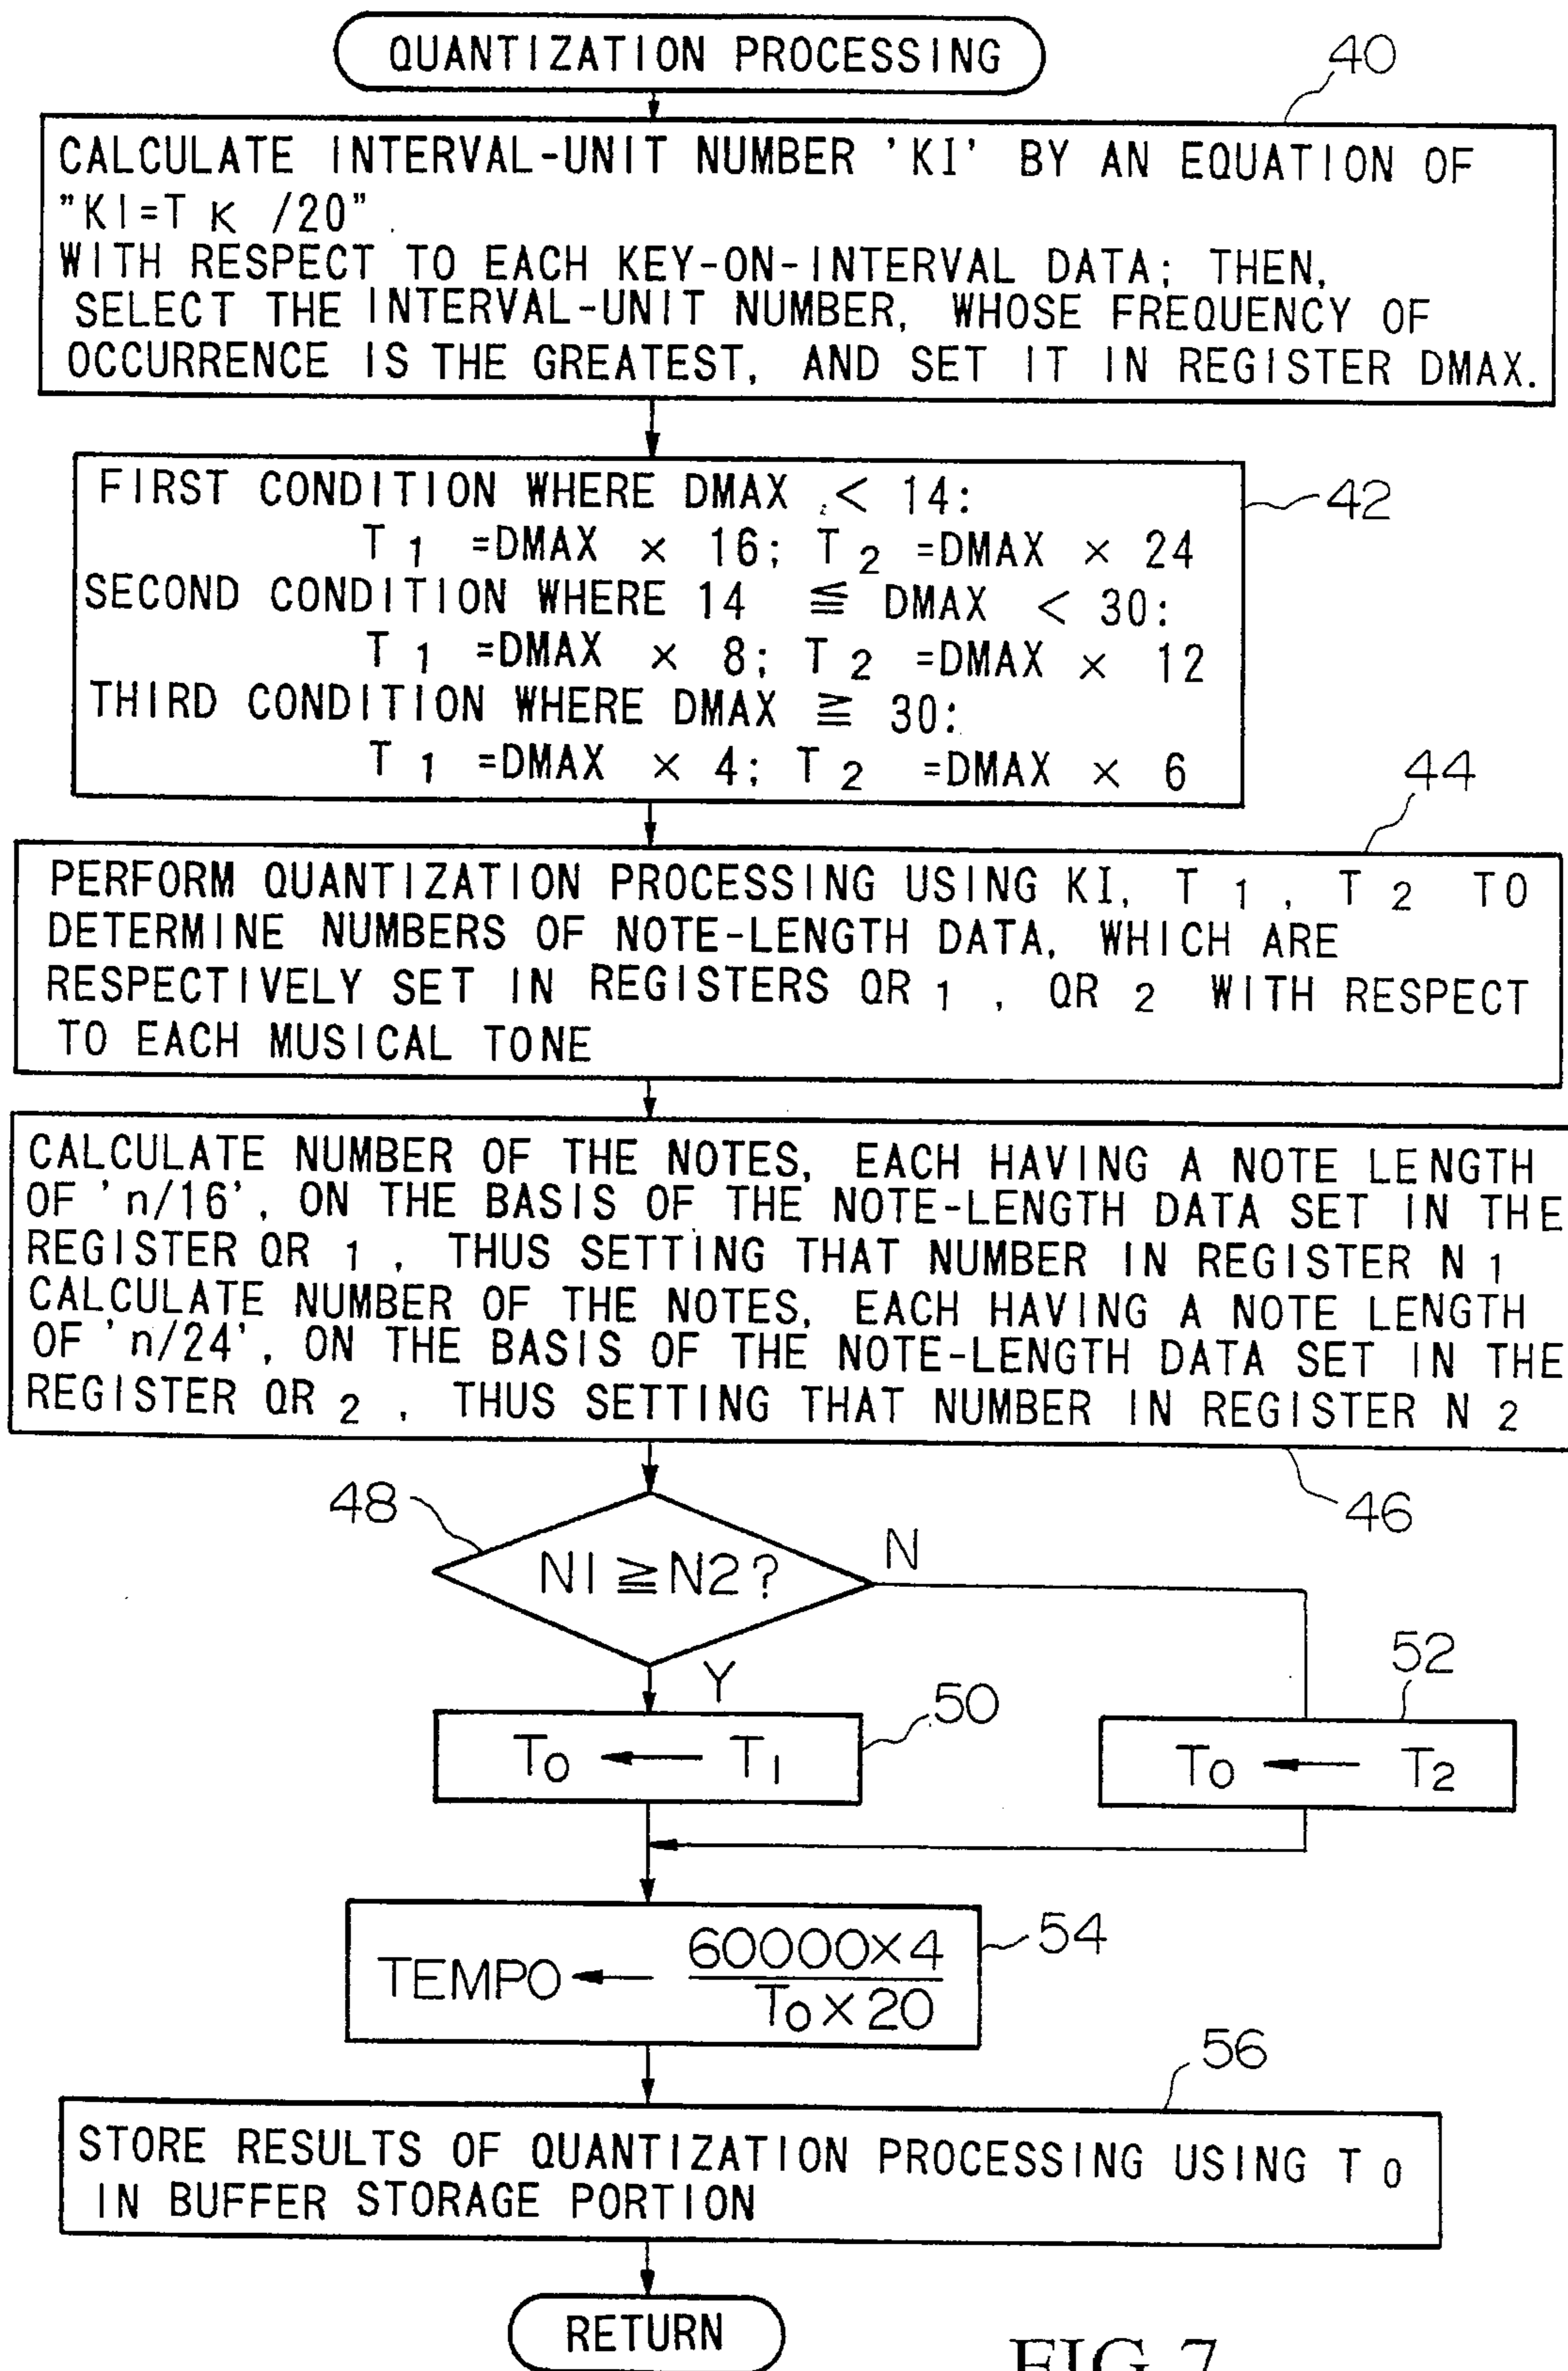 QUANTIZATION PROCESSING
40
CALCULATE INTERVAL-UNIT NUMBER 'KI' BY AN EQUATION OF
"KI=T K /20"
WITH RESPECT TO EACH KEY-ON-INTERVAL DATA; THEN,
SELECT THE INTERVAL-UNIT NUMBER, WHOSE FREQUENCY OF
OCCURRENCE IS THE GREATEST, AND SET IT IN REGISTER DMAX.
FIRST CONDITION WHERE DMAX < 14:
42
T 1 =DMAX × 16; T 2 =DMAX × 24
SECOND CONDITION WHERE 14 ≦ DMAX < 30:
T 1 =DMAX × 8; T 2 =DMAX × 12
THIRD CONDITION WHERE DMAX ≧ 30:
T 1 =DMAX × 4; T 2 =DMAX × 6
44
PERFORM QUANTIZATION PROCESSING USING KI, T 1 , T 2 TO
DETERMINE NUMBERS OF NOTE-LENGTH DATA, WHICH ARE
RESPECTIVELY SET IN REGISTERS QR 1 , QR 2 WITH RESPECT
TO EACH MUSICAL TONE
CALCULATE NUMBER OF THE NOTES, EACH HAVING A NOTE LENGTH
OF 'n/16', ON THE BASIS OF THE NOTE-LENGTH DATA SET IN THE
REGISTER QR 1 , THUS SETTING THAT NUMBER IN REGISTER N 1
CALCULATE NUMBER OF THE NOTES, EACH HAVING A NOTE LENGTH
OF 'n/24', ON THE BASIS OF THE NOTE-LENGTH DATA SET IN THE
REGISTER QR 2 , THUS SETTING THAT NUMBER IN REGISTER N 2
46
48
N1≧N2?
N
Y
50
T0 ← T1
52
T0 ← T2
54
TEMPO ← 60000×4
T0×20
56
STORE RESULTS OF QUANTIZATION PROCESSING USING T 0
IN BUFFER STORAGE PORTION
RETURN
FIG.7